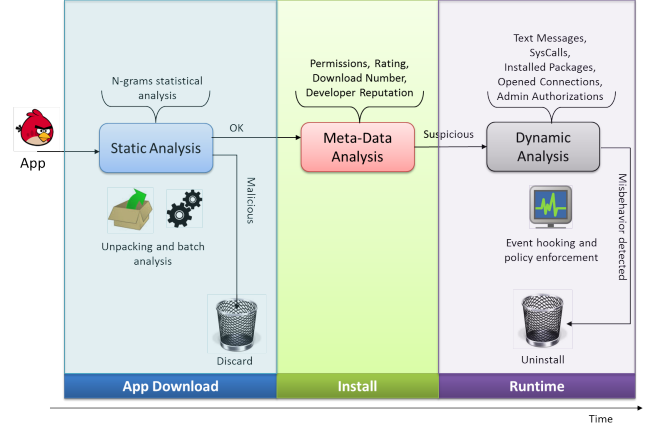 App
N-grams statistical
analysis
Static Analysis
OK
Malicious
Unpacking and batch
analysis
Discard
App Download
Permissions, Rating,
Download Number,
Developer Reputation
Meta-Data
Analysis
Suspicious
Install
Text Messages,
SysCalls,
Installed Packages,
Opened Connections,
Admin Authorizations
Dynamic
Analysis
Misbehavior detected
Event hooking and
policy enforcement
Uninstall
Runtime
Time